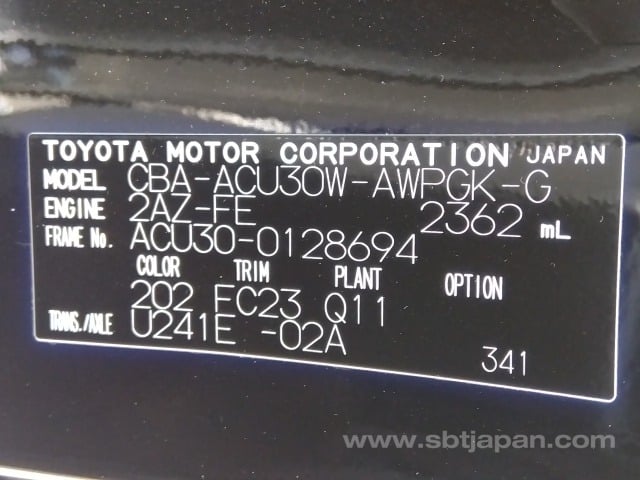 TOYOTA MOTOR CORPORATION JAPAN
MODEL CBA-ACU30W-AWPGK-G
ENGINE 2AZ-FE 2362 mL
FRAME No. ACU30-0128694
COLOR TRIM PLANT OPTION
202 FC23 Q11
TRANS./AXLE U241E -02A
341
www.sbtjapan.com